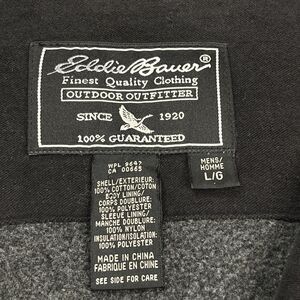 Eddie Bauer®
Finest Quality Clothing
OUTDOOR OUTFITTER
SINCE 1920
100% GUARANTEED
WPL 9647
CA 00665
SHELL/EXTERIEUR:
100% COTTON/COTON
BODY LINING/
CORPS DOUBLURE:
100% POLYESTER
SLEEVE LINING/
MANCHE DOUBLURE:
100% NYLON
INSULATION/ISOLATION:
100% POLYESTER
MADE IN CHINA
FABRIQUE EN CHINE
SEE SIDE FOR CARE
MENS/
HOMME
L/G